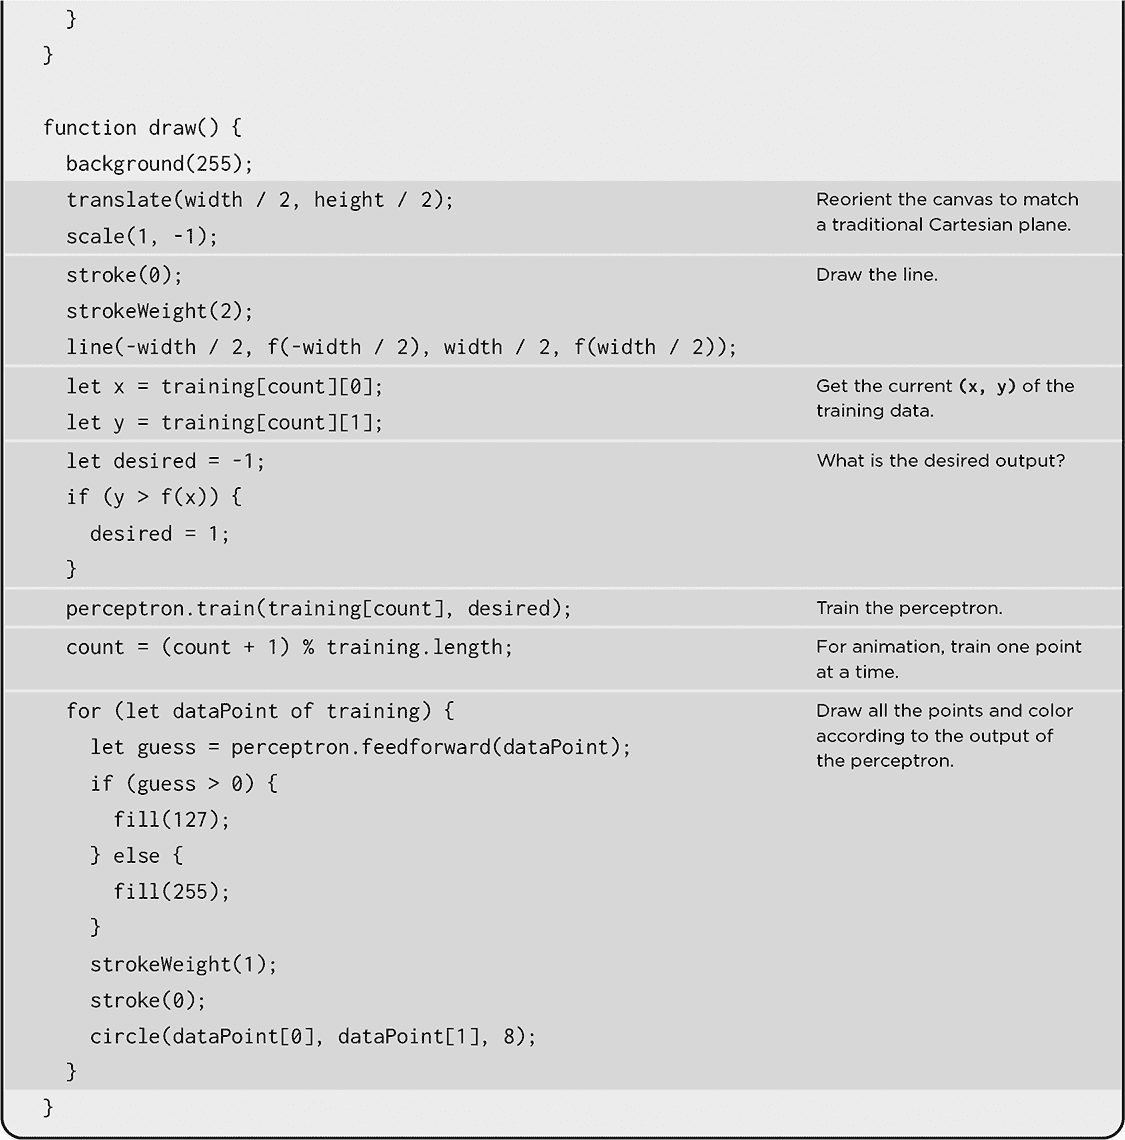 }
}

function draw() {
  background(255);
  translate(width / 2, height / 2);
  scale(1, -1);
Reorient the canvas to match
a traditional Cartesian plane.
  stroke(0);
  strokeWeight(2);
  line(-width / 2, f(-width / 2), width / 2, f(width / 2));
Draw the line.
  let x = training[count][0];
  let y = training[count][1];
Get the current (x, y) of the
training data.
  let desired = -1;
  if (y > f(x)) {
    desired = 1;
  }
What is the desired output?
  perceptron.train(training[count], desired);
Train the perceptron.
  count = (count + 1) % training.length;
For animation, train one point
at a time.
  for (let dataPoint of training) {
    let guess = perceptron.feedforward(dataPoint);
    if (guess > 0) {
      fill(127);
    } else {
      fill(255);
    }
    strokeWeight(1);
    stroke(0);
    circle(dataPoint[0], dataPoint[1], 8);
  }
Draw all the points and color
according to the output of
the perceptron.
}